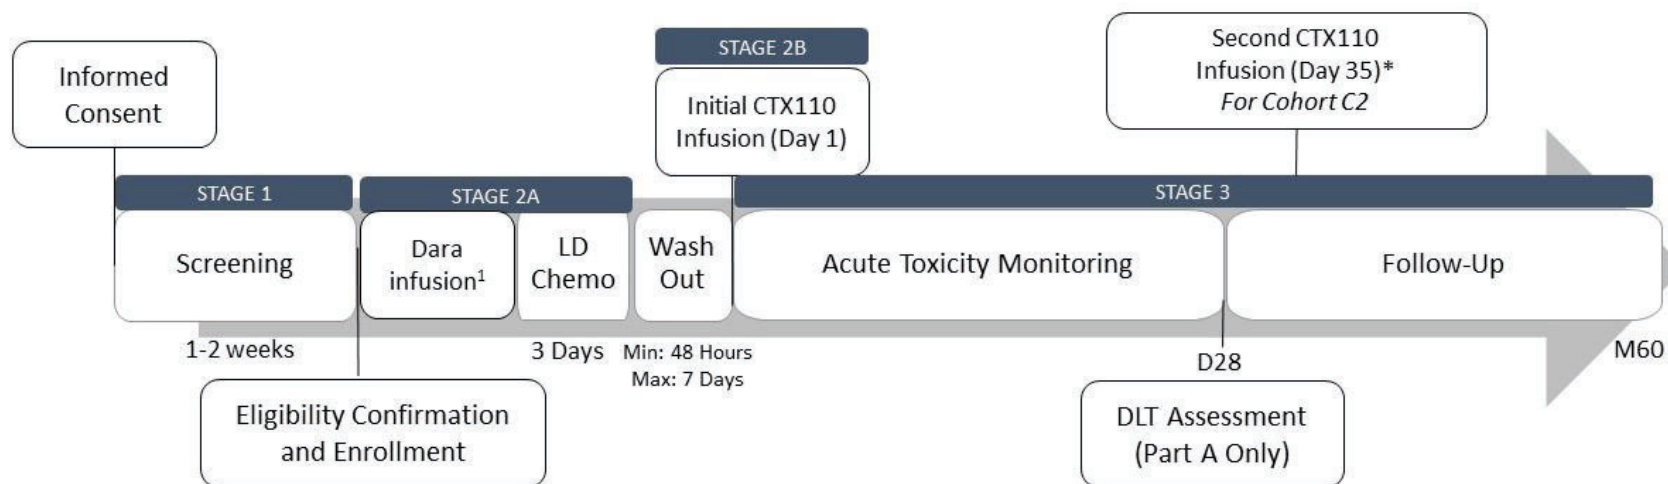 Informed
Consent
STAGE 2B
Initial CTX110
Infusion (Day 1)
Second CTX110
Infusion (Day 35)*
For Cohort C2
STAGE 1
STAGE 2A
STAGE 3
Screening
Dara
infusion¹
LD
Chemo
Wash
Out
Acute Toxicity Monitoring
Follow-Up
1-2 weeks
3 Days
Min: 48 Hours
Max: 7 Days
D28
M60
Eligibility Confirmation
and Enrollment
DLT Assessment
(Part A Only)